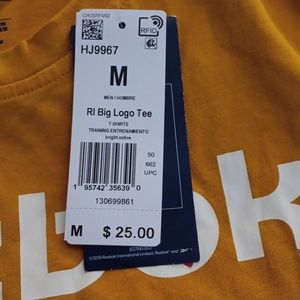 HJ9967
RFID
M
MEN / HOMBRE
RI Big Logo Tee
T-SHIRTS
TRAINING/ENTRENAMIENTO
bright ochre
50
662
UPC
1 95742 35639 0
130699861
M $ 25.00